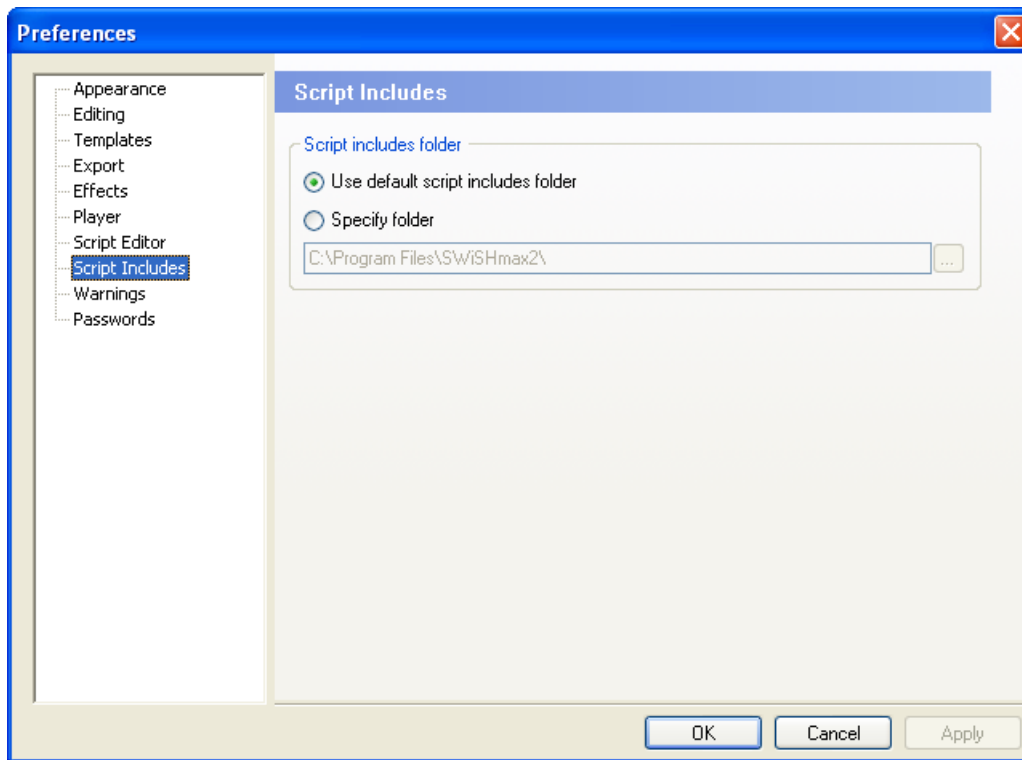 Preferences
Appearance
Editing
Templates
Export
Effects
Player
Script Editor
Script Includes
Warnings
Passwords
Script Includes
Script includes folder
Use default script includes folder
Specify folder
C:\Program Files\SWiSHmax2\
...
OK
Cancel
Apply